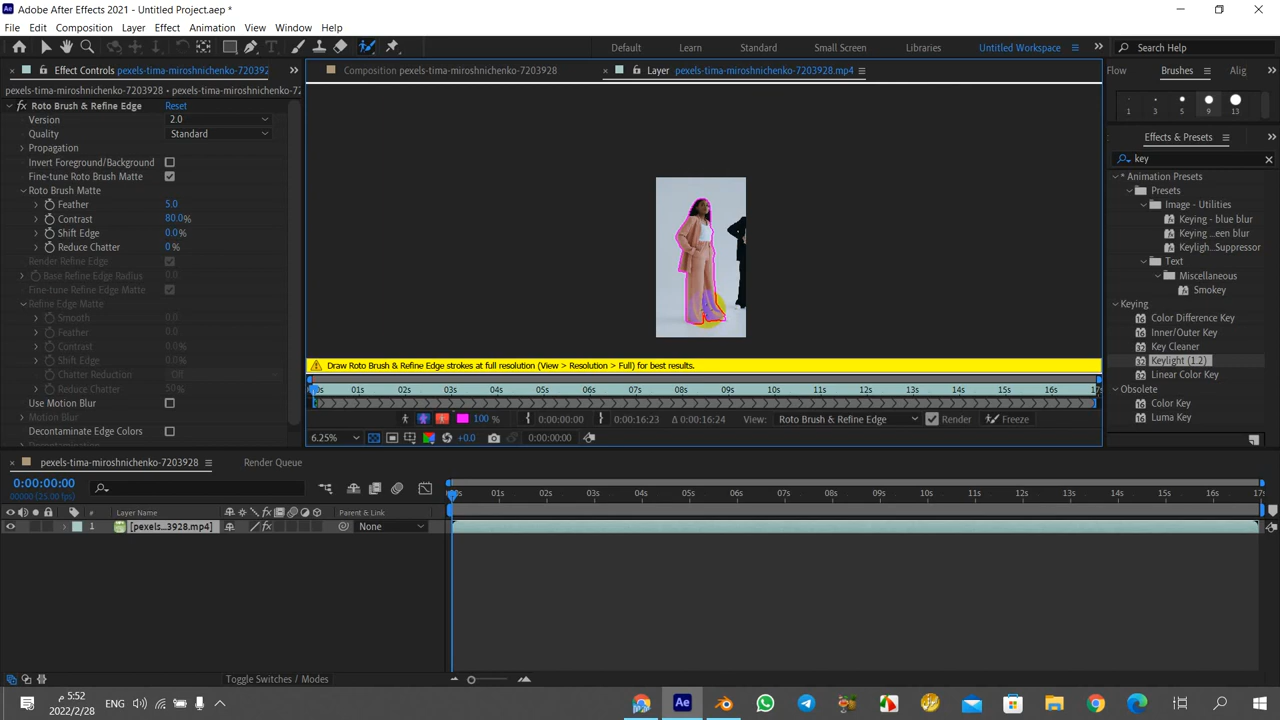 Adobe After Effects 2021 - Untitled Project.aep *
File Edit Composition Layer Effect Animation View Window Help
Default Learn Standard Small Screen Libraries Untitled Workspace Search Help
Effect Controls pexels-tima-miroshnichenko-720392
Composition pexels-tima-miroshnichenko-7203928
Layer pexels-tima-miroshnichenko-7203928.mp4
Flow Brushes Alig
pexels-tima-miroshnichenko-7203928 • pexels-tima-miroshnichenko-7203928
fx Roto Brush & Refine Edge Reset
Version 2.0
Quality Standard
Propagation
Invert Foreground/Background
Fine-tune Roto Brush Matte
Roto Brush Matte
Feather 5.0
Contrast 80.0%
Shift Edge 0.0%
Reduce Chatter 0%
Render Refine Edge
Base Refine Edge Radius 0.0
Fine-tune Refine Edge Matte
Refine Edge Matte
Smooth 0.0
Feather 0.0
Contrast 0.0%
Shift Edge 0.0%
Chatter Reduction Off
Reduce Chatter 50%
Use Motion Blur
Motion Blur
Decontaminate Edge Colors
1 3 5 9 13
Effects & Presets
key
* Animation Presets
Presets
Image - Utilities
Keying - blue blur
Keying ...een blur
Keyligh...Suppressor
Text
Miscellaneous
Smokey
Keying
Color Difference Key
Inner/Outer Key
Key Cleaner
Keylight (1.2)
Linear Color Key
Obsolete
Color Key
Luma Key
Draw Roto Brush & Refine Edge strokes at full resolution (View > Resolution > Full) for best results.
01s 02s 03s 04s 05s 06s 07s 08s 09s 10s 11s 12s 13s 14s 15s 16s 17s
100 % 0:00:00:00 0:00:16:23 Δ 0:00:16:24 View: Roto Brush & Refine Edge Render Freeze
6.25% +0.0 0:00:00:00
pexels-tima-miroshnichenko-7203928 Render Queue
0:00:00:00
00000 (25.00 fps)
:00s 01s 02s 03s 04s 05s 06s 07s 08s 09s 10s 11s 12s 13s 14s 15s 16s 17s
# Layer Name fx Parent & Link
1 [pexels...3928.mp4] fx None
Toggle Switches / Modes
5:52 م
2022/2/28
ENG
Ae